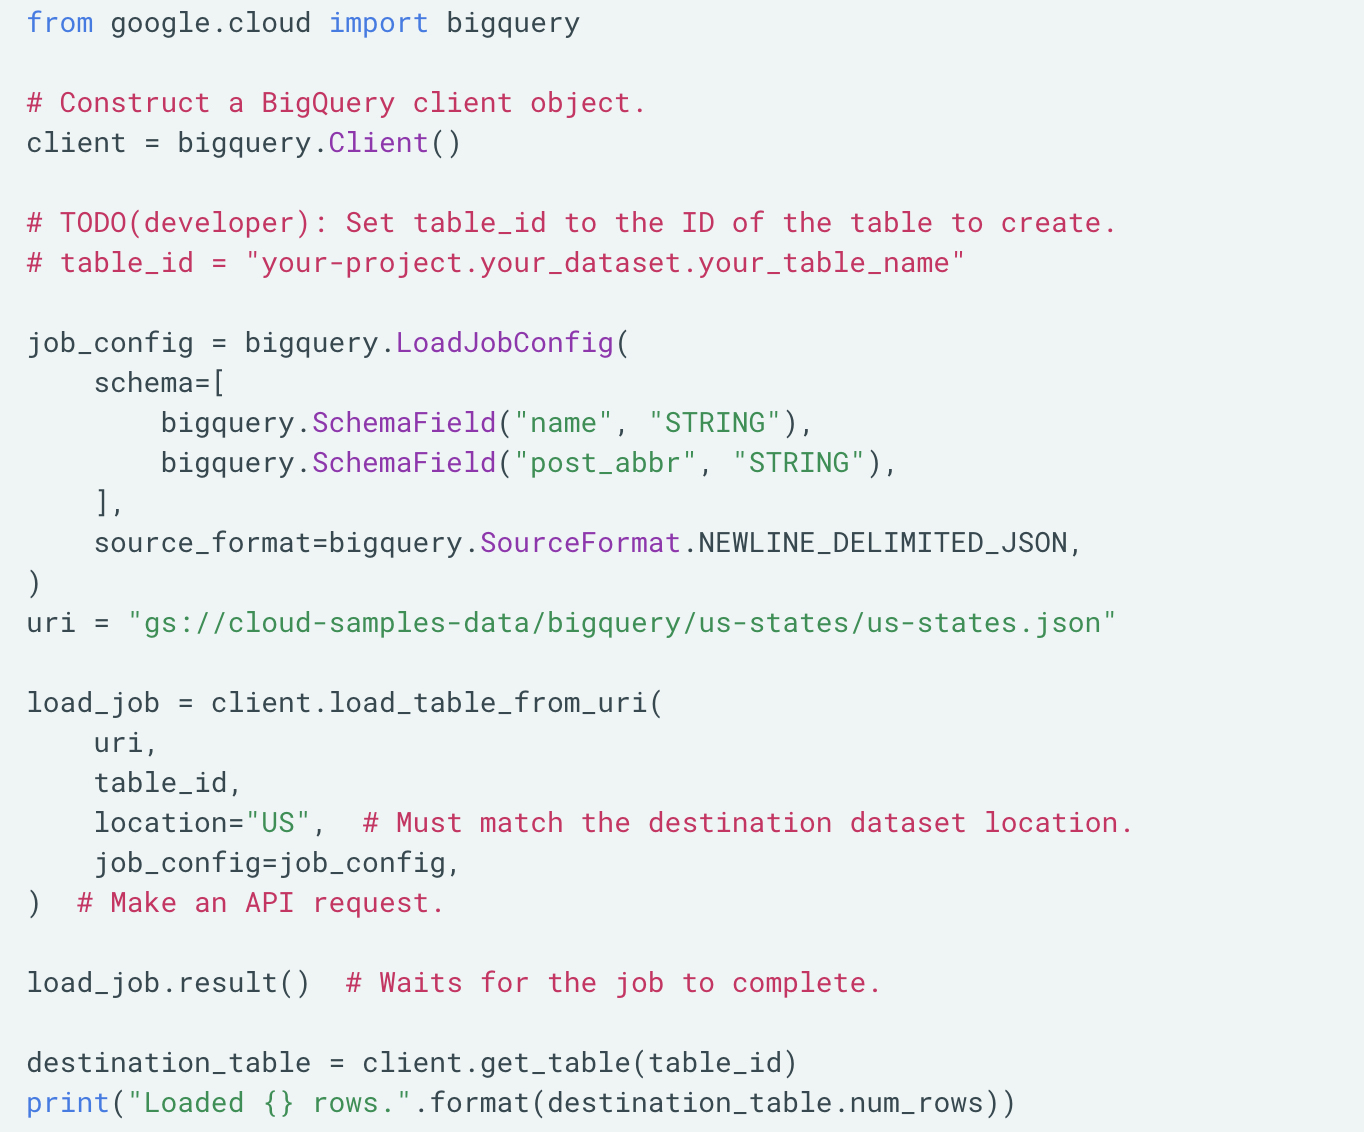 from google.cloud import bigquery

# Construct a BigQuery client object.
client = bigquery.Client()

# TODO(developer): Set table_id to the ID of the table to create.
# table_id = "your-project.your_dataset.your_table_name"

job_config = bigquery.LoadJobConfig(
    schema=[
        bigquery.SchemaField("name", "STRING"),
        bigquery.SchemaField("post_abbr", "STRING"),
    ],
    source_format=bigquery.SourceFormat.NEWLINE_DELIMITED_JSON,
)
uri = "gs://cloud-samples-data/bigquery/us-states/us-states.json"

load_job = client.load_table_from_uri(
    uri,
    table_id,
    location="US",  # Must match the destination dataset location.
    job_config=job_config,
)  # Make an API request.

load_job.result()  # Waits for the job to complete.

destination_table = client.get_table(table_id)
print("Loaded {} rows.".format(destination_table.num_rows))